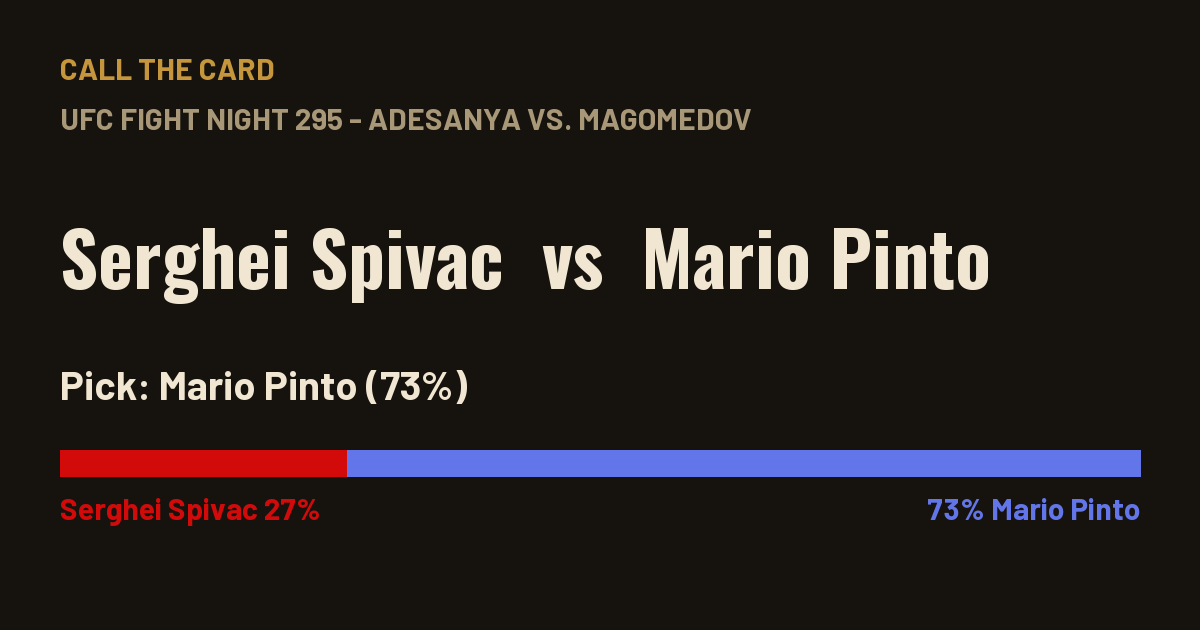 CALL THE CARD
UFC FIGHT NIGHT 295 - ADESANYA VS. MAGOMEDOV
Serghei Spivac vs Mario Pinto
Pick: Mario Pinto (73%)
Serghei Spivac 27%
73% Mario Pinto